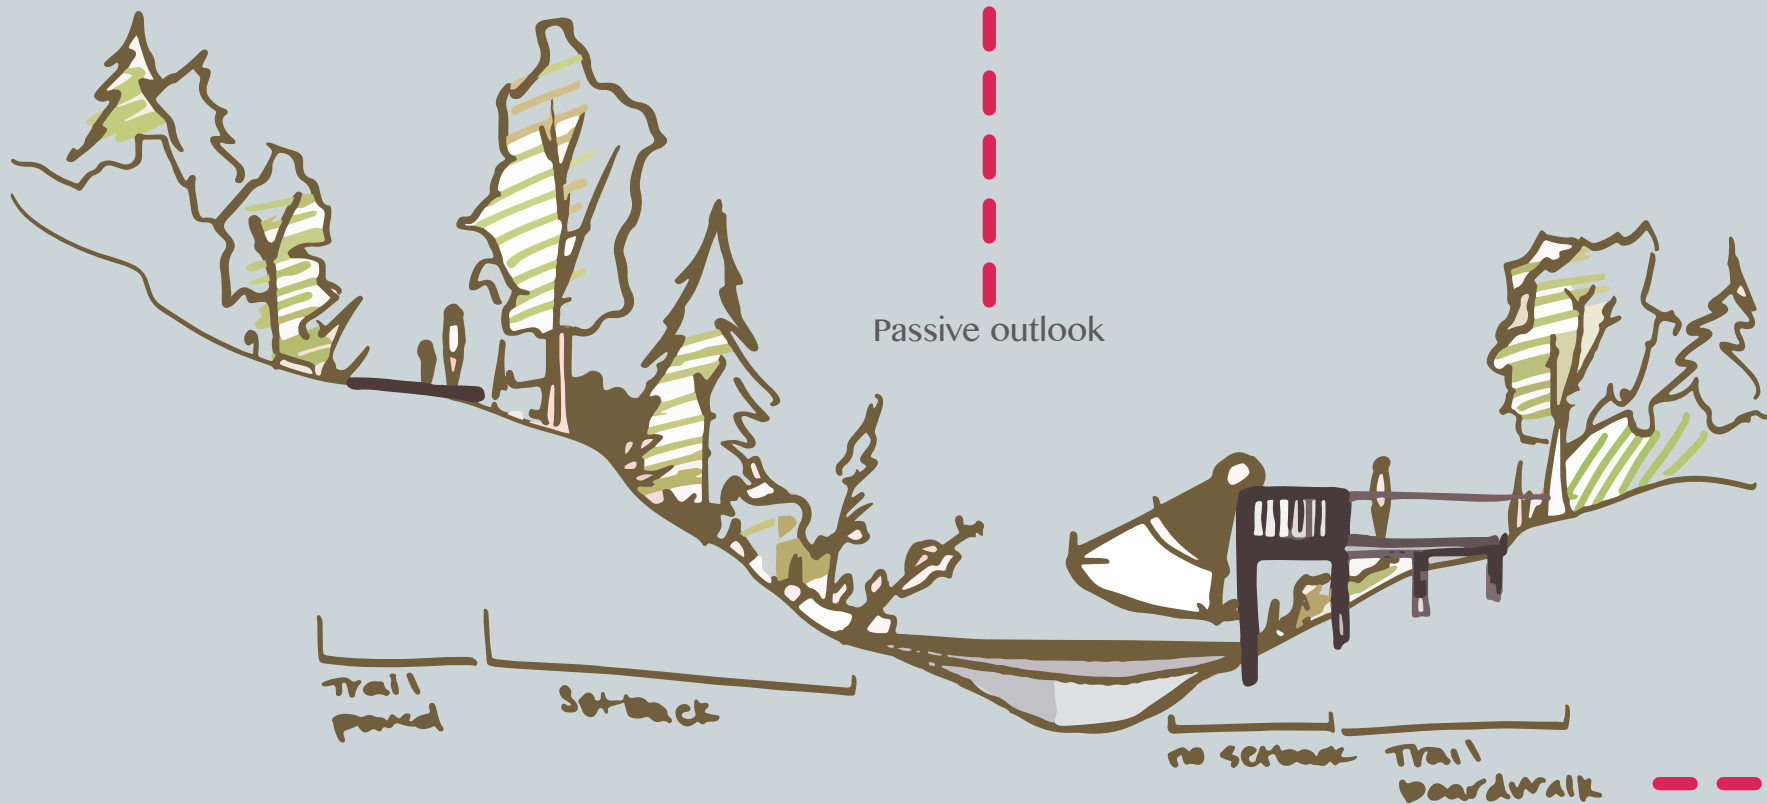 Passive outlook
Trail
paved
setback
no setback
Trail
boardwalk